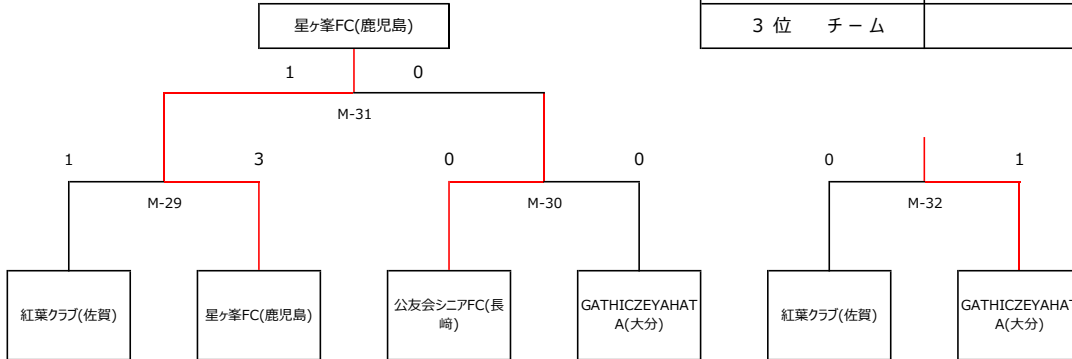 星ヶ峯FC(鹿児島)
3 位 チ ー ム
1 0
M-31
1 3 0 0 0 1
M-29 M-30 M-32
紅葉クラブ(佐賀)
星ヶ峯FC(鹿児島)
公友会シニアFC(長
﨑)
GATHICZEYAHAT
A(大分)
紅葉クラブ(佐賀)
GATHICZEYAHAT
A(大分)